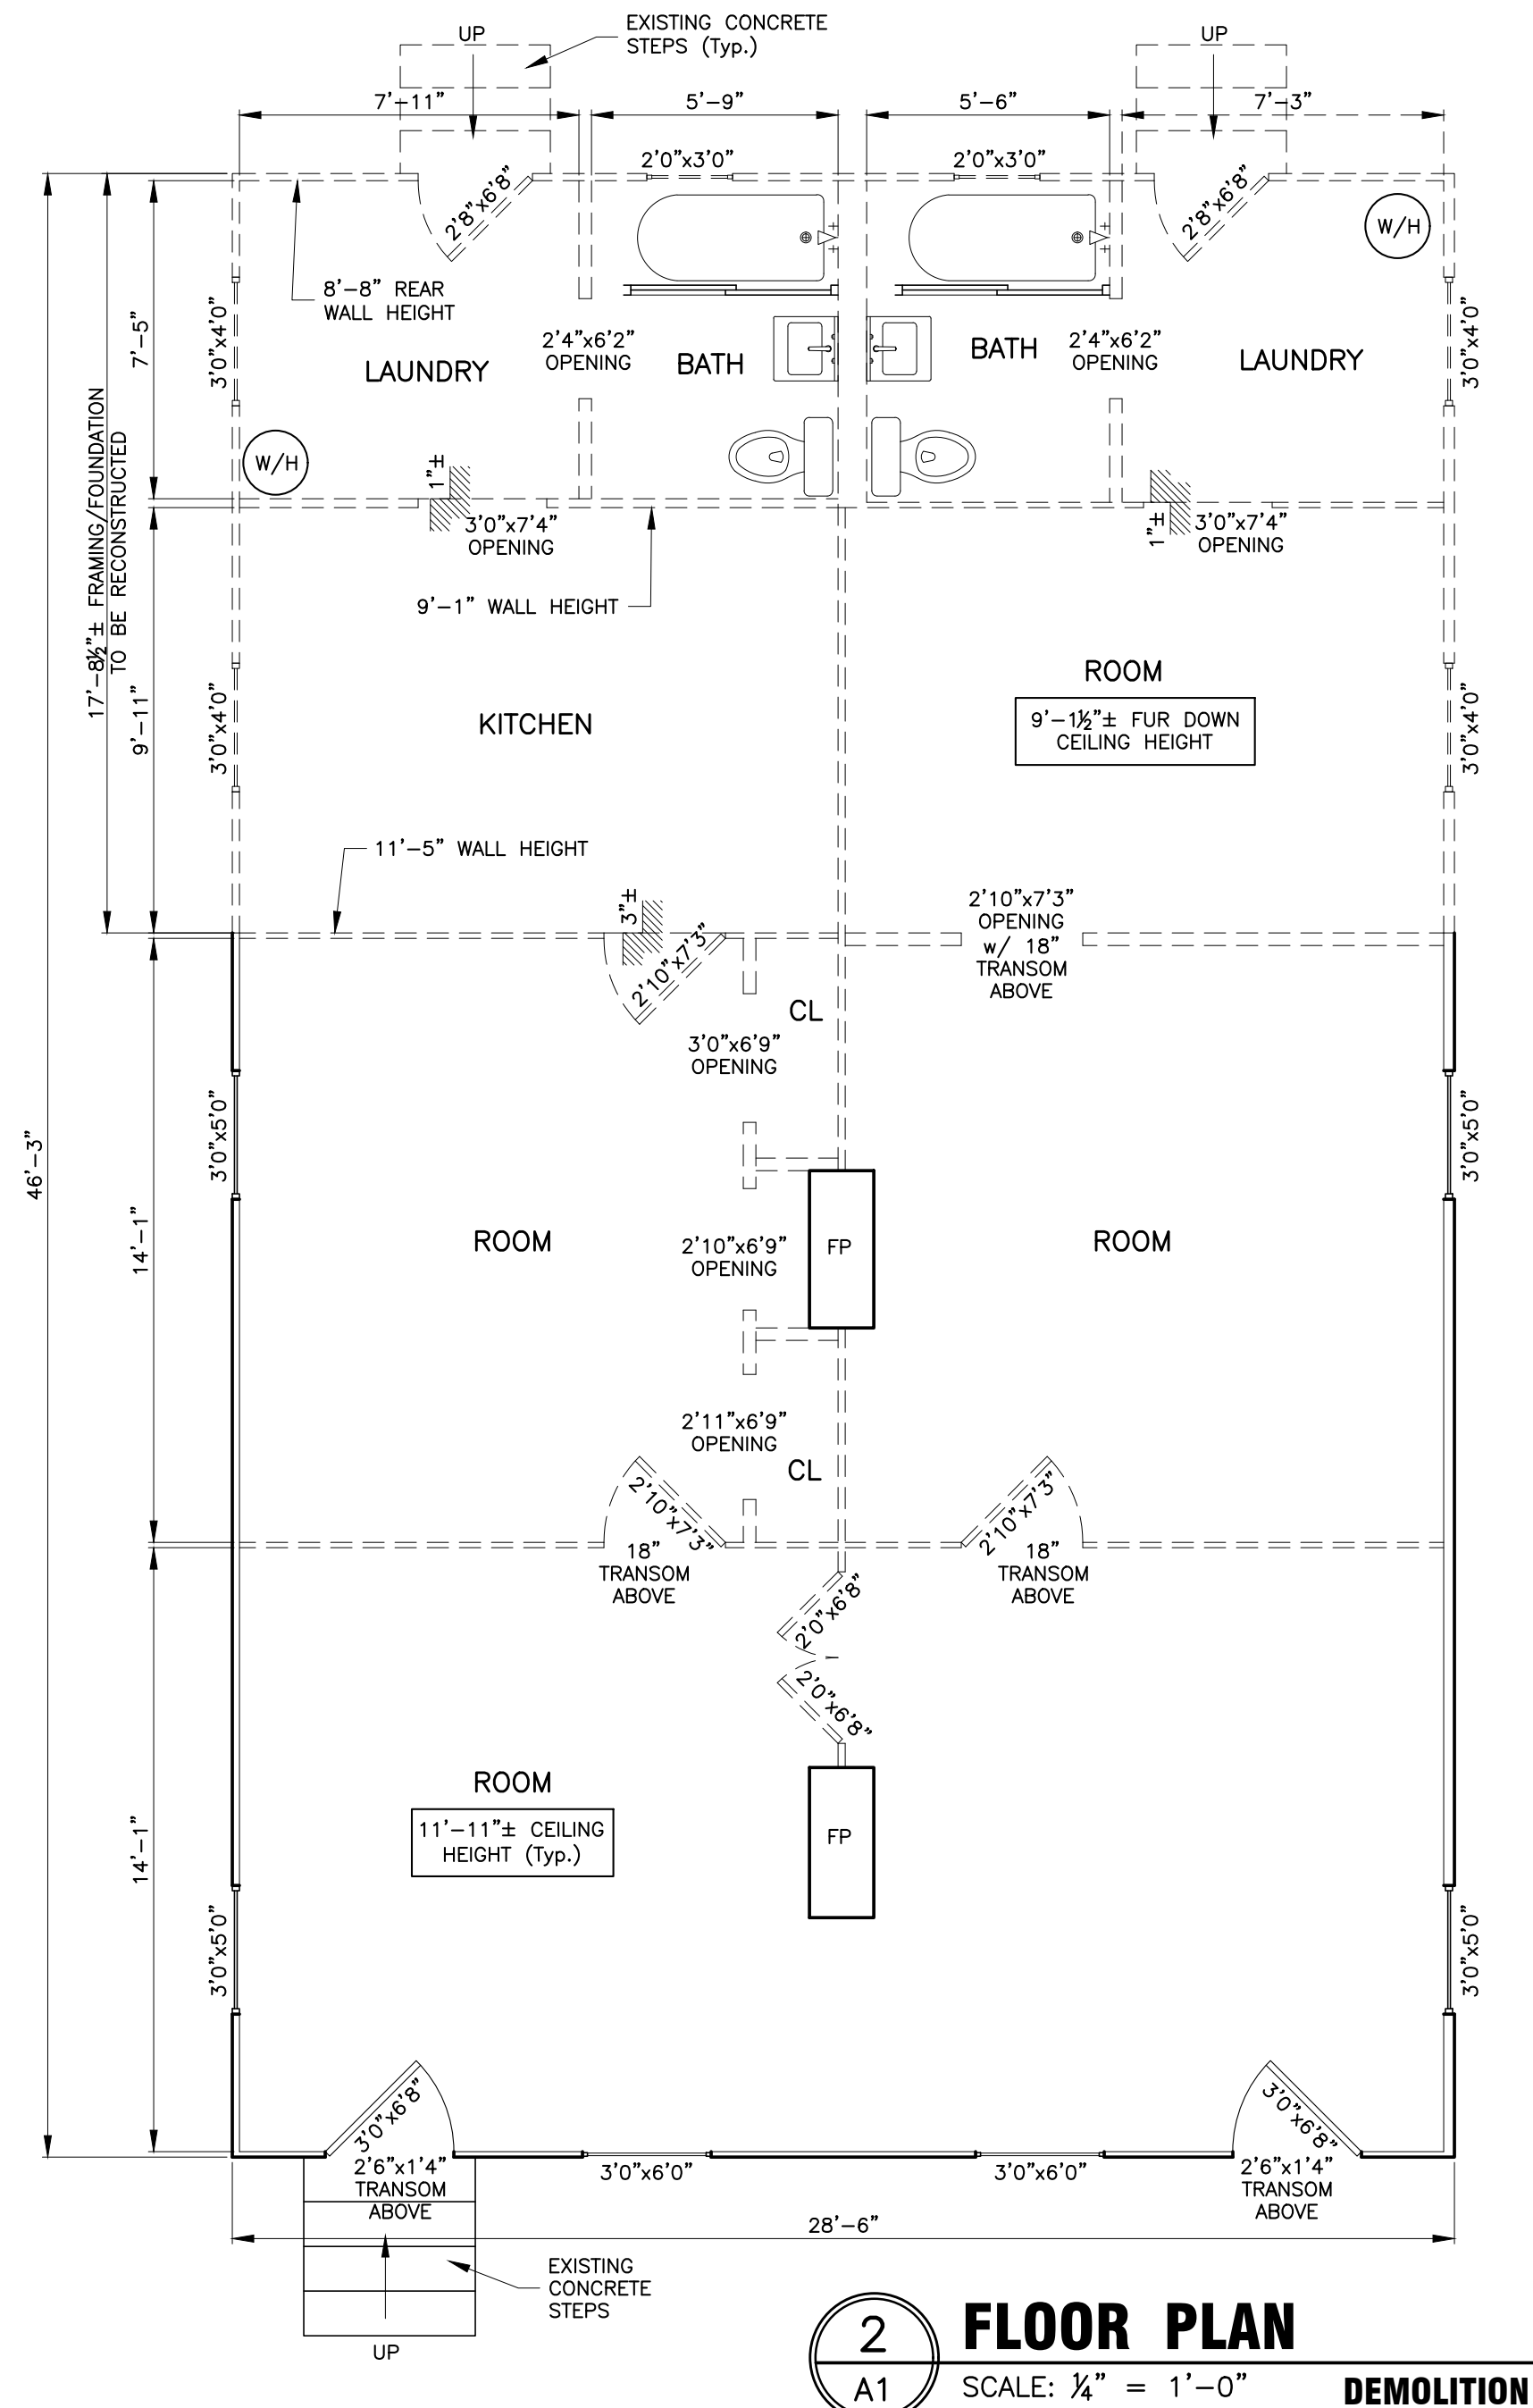 EXISTING CONCRETE
STEPS (Typ.)
UP
UP
7'-11"
5'-9"
5'-6"
7'-3"
2'0"x3'0"
2'0"x3'0"
2'8"x6'8"
2'8"x6'8"
W/H
8'-8" REAR
WALL HEIGHT
3'0"x4'0"
3'0"x4'0"
7'-5"
2'4"x6'2"
OPENING
2'4"x6'2"
OPENING
LAUNDRY
BATH
BATH
LAUNDRY
W/H
1"±
3'0"x7'4"
OPENING
1"±
3'0"x7'4"
OPENING
17'-8½"± FRAMING/FOUNDATION
TO BE RECONSTRUCTED
9'-1" WALL HEIGHT
ROOM
9'-1½"± FUR DOWN
CEILING HEIGHT
KITCHEN
3'0"x4'0"
3'0"x4'0"
9'-11"
11'-5" WALL HEIGHT
3"±
2'10"x7'3"
2'10"x7'3"
OPENING
w/ 18"
TRANSOM
ABOVE
CL
3'0"x6'9"
OPENING
3'0"x5'0"
3'0"x5'0"
46'-3"
14'-1"
ROOM
2'10"x6'9"
OPENING
FP
ROOM
2'11"x6'9"
OPENING
CL
2'10"x7'3"
2'10"x7'3"
18"
TRANSOM
ABOVE
18"
TRANSOM
ABOVE
2'0"x6'8"
2'0"x6'8"
ROOM
11'-11"± CEILING
HEIGHT (Typ.)
FP
14'-1"
3'0"x5'0"
3'0"x5'0"
3'0"x6'8"
3'0"x6'8"
2'6"x1'4"
TRANSOM
ABOVE
3'0"x6'0"
3'0"x6'0"
2'6"x1'4"
TRANSOM
ABOVE
28'-6"
EXISTING
CONCRETE
STEPS
UP
2
A1
FLOOR PLAN
SCALE: ¼" = 1'-0"
DEMOLITION